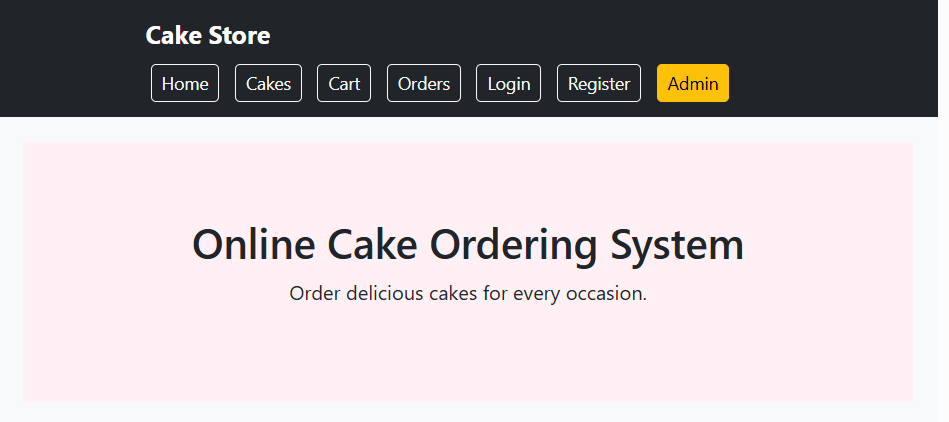 Cake Store
Home Cakes Cart Orders Login Register Admin
Online Cake Ordering System
Order delicious cakes for every occasion.